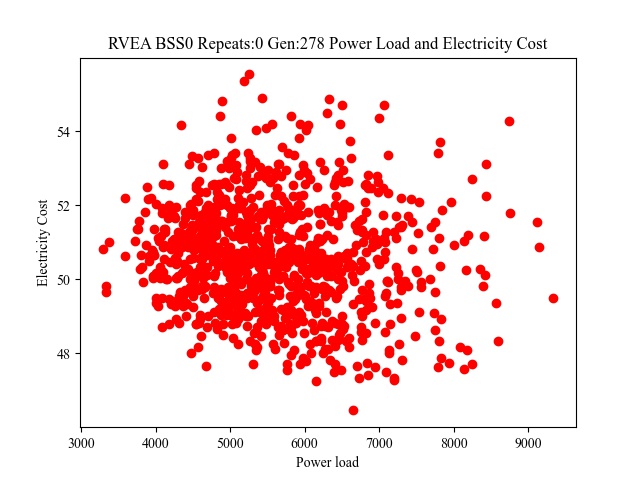 RVEA BSS0 Repeats:0 Gen:278 Power Load and Electricity Cost
Electricity Cost
54
52
50
48
3000 4000 5000 6000 7000 8000 9000
Power load